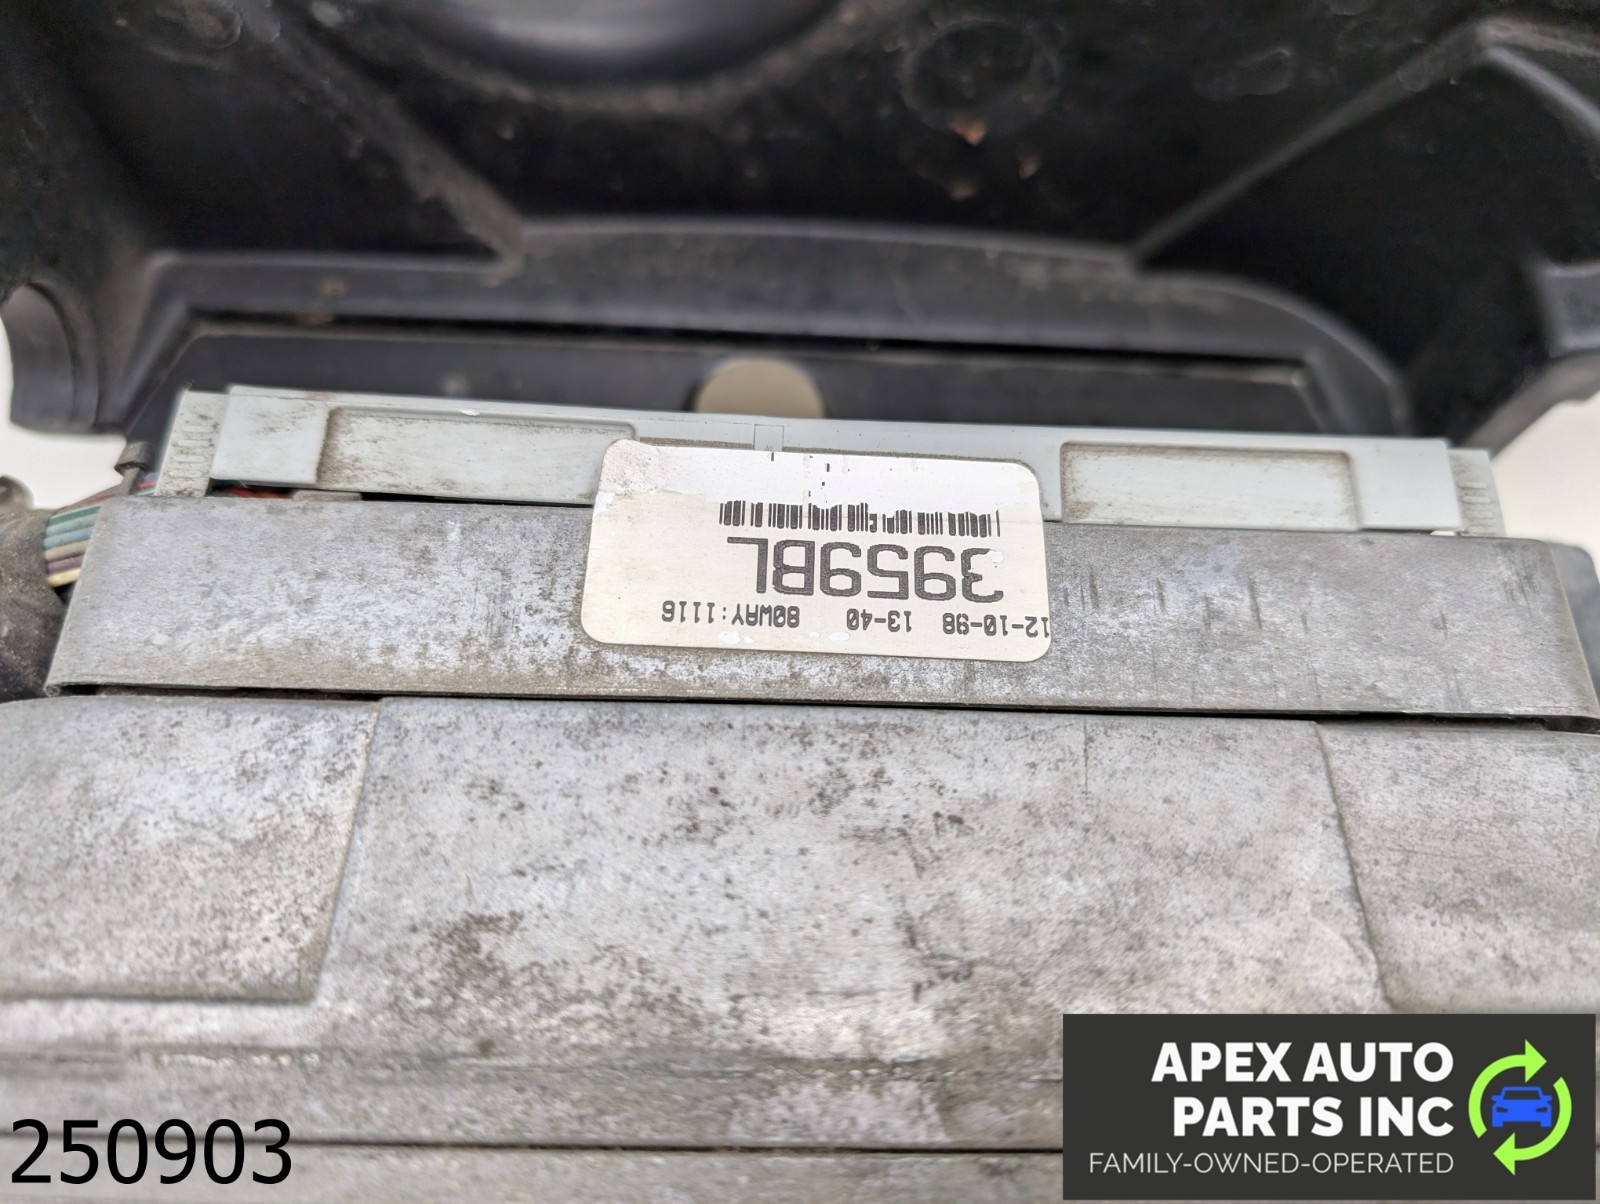 12-10-98 13-40 80WAY:1116
3959BL
250903
APEX AUTO
PARTS INC
FAMILY-OWNED-OPERATED